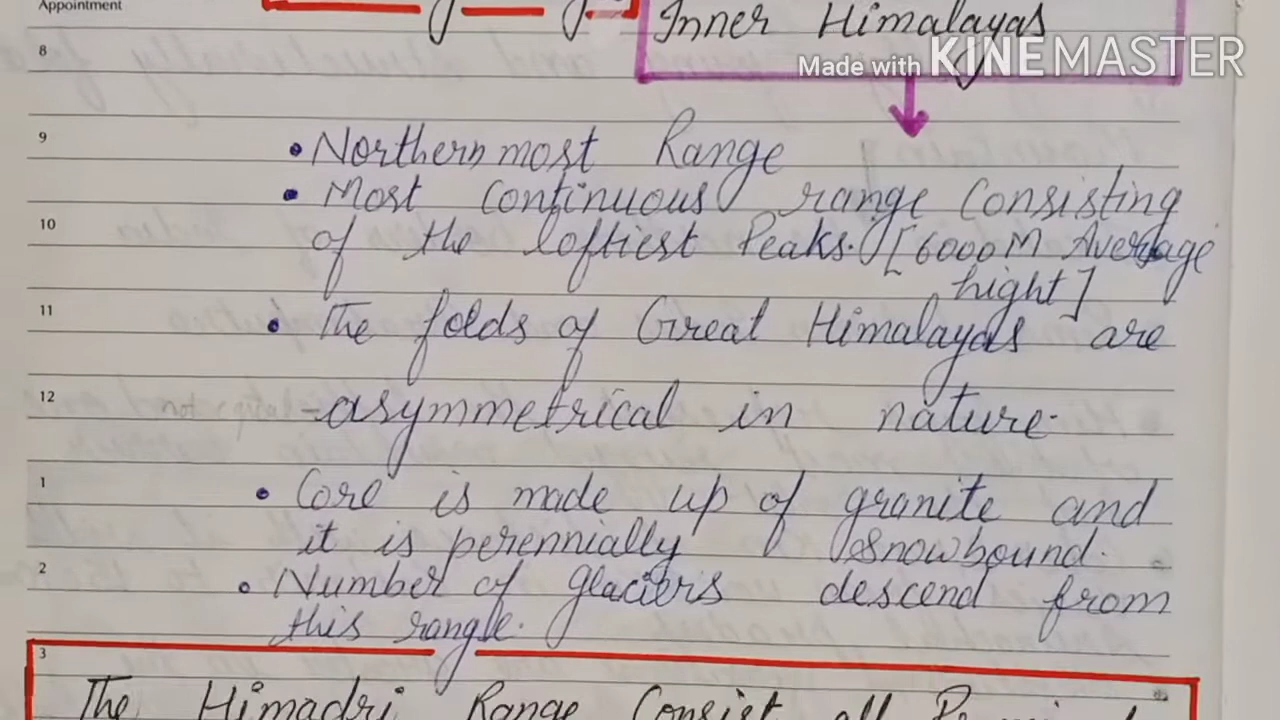 Appointment
Inner Himalayas
Made with KINEMASTER
8
9
• Northern most Range
• Most continuous range Consisting
10
of the loftiest Peaks. [6000M Average
hight]
11
• The folds of Great Himalayas are
12
-asymmetrical in nature.
1
• Core is made up of granite and
it is perennially snowbound.
2
• Number of glaciers descend from
this range.
3
The Himadri Range Consist all